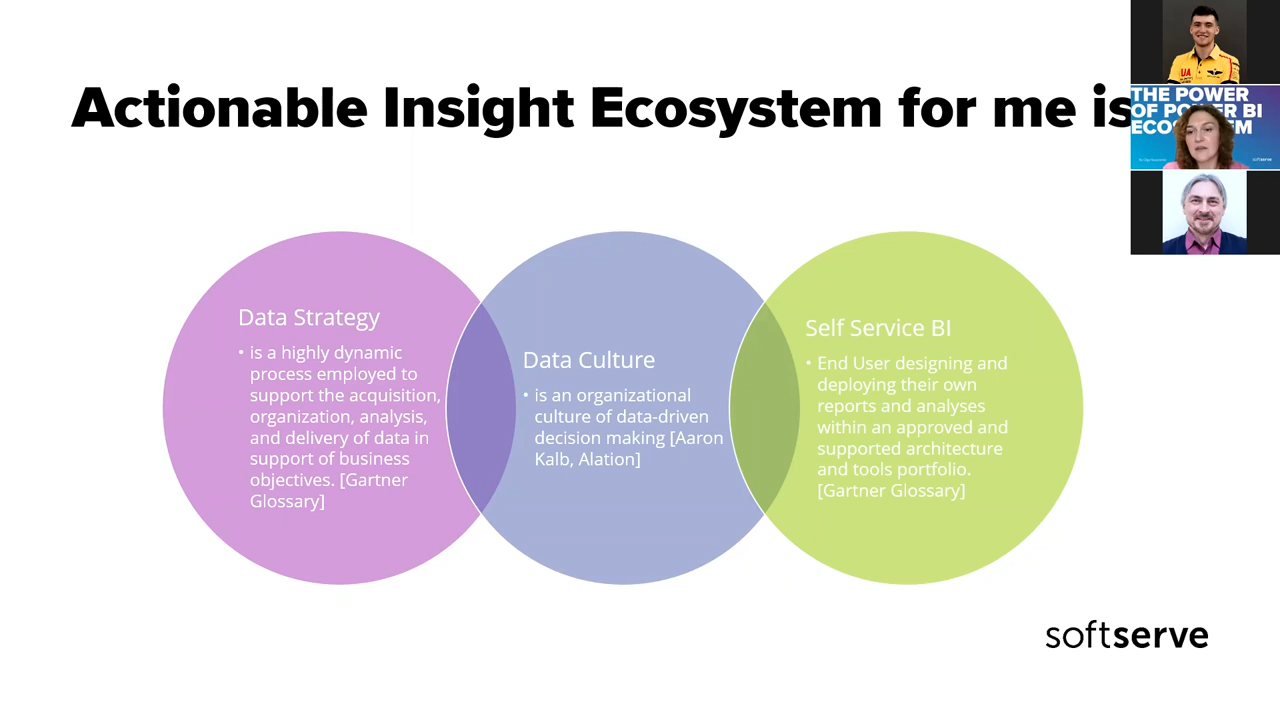 Actionable Insight Ecosystem for me is
Data Strategy
• is a highly dynamic
process employed to
support the acquisition,
organization, analysis,
and delivery of data in
support of business
objectives. [Gartner
Glossary]
Data Culture
• is an organizational
culture of data-driven
decision making [Aaron
Kalb, Alation]
Self Service BI
• End User designing and
deploying their own
reports and analyses
within an approved and
supported architecture
and tools portfolio.
[Gartner Glossary]
softserve
UA
THE POWER
OF POWER BI
softserve